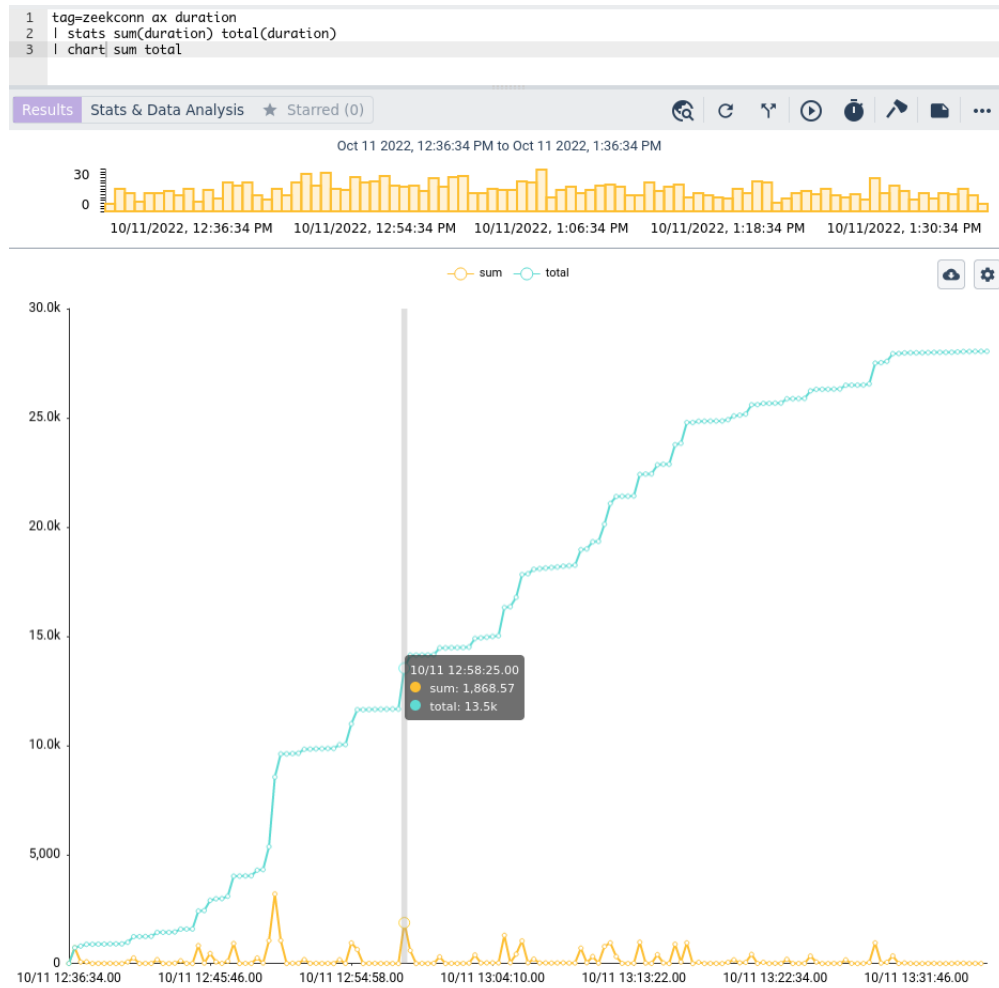 1 tag=zeekconn ax duration
2 | stats sum(duration) total(duration)
3 | chart sum total
Results Stats & Data Analysis Starred (0)
Oct 11 2022, 12:36:34 PM to Oct 11 2022, 1:36:34 PM
30
0
10/11/2022, 12:36:34 PM 10/11/2022, 12:54:34 PM 10/11/2022, 1:06:34 PM 10/11/2022, 1:18:34 PM 10/11/2022, 1:30:34 PM
sum total
30.0k
25.0k
20.0k
15.0k
10/11 12:58:25.00
sum: 1,868.57
total: 13.5k
10.0k
5,000
0
10/11 12:36:34.00 10/11 12:45:46.00 10/11 12:54:58.00 10/11 13:04:10.00 10/11 13:13:22.00 10/11 13:22:34.00 10/11 13:31:46.00